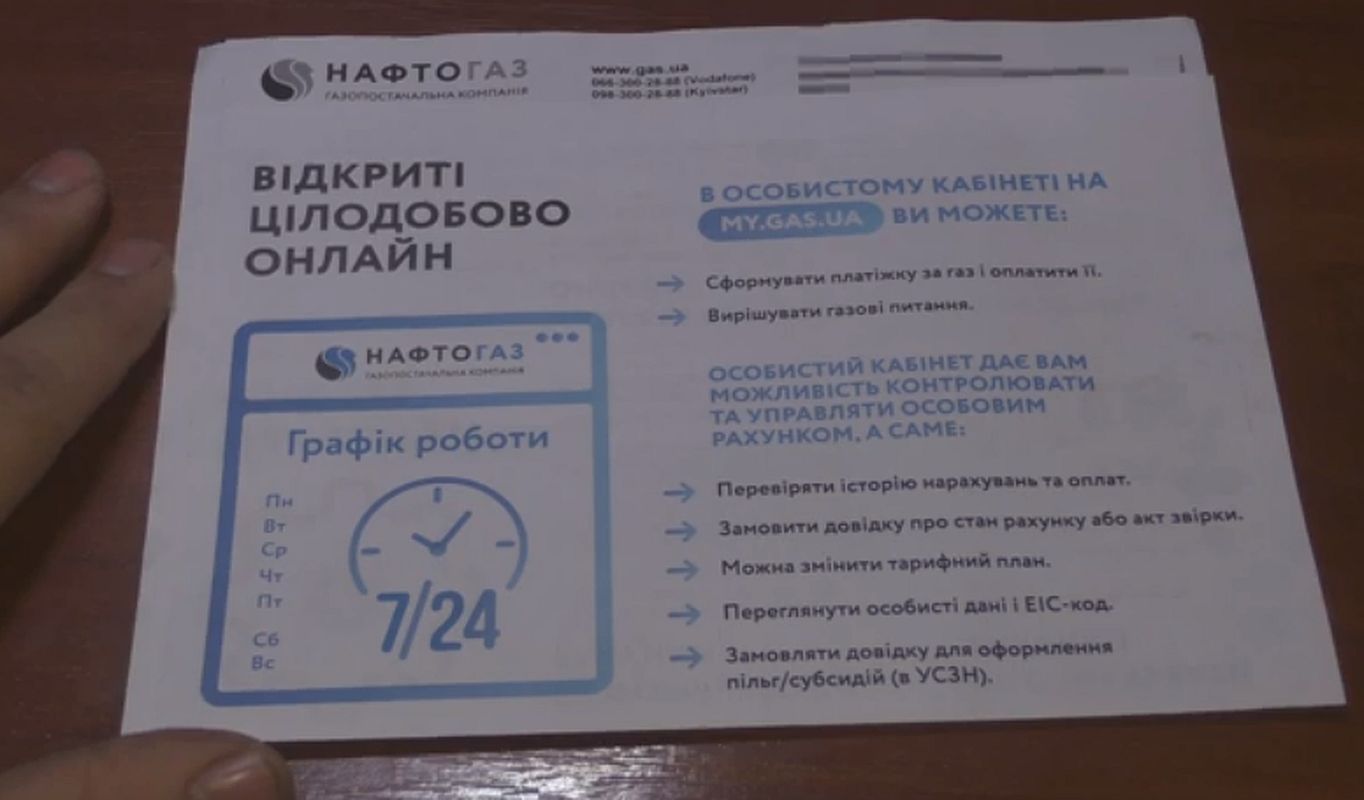 НАФТОГАЗ
ГАЗОПОСТАЧАЛЬНА КОМПАНІЯ
www.gas.ua
066-300-28-88 (Vodafone)
098-300-28-88 (Kyivstar)
ВІДКРИТІ
ЦІЛОДОБОВО
ОНЛАЙН
НАФТОГАЗ
ГАЗОПОСТАЧАЛЬНА КОМПАНІЯ
Графік роботи
Пн
Вт
Ср
Чт
Пт
Сб
Вс
7/24
В ОСОБИСТОМУ КАБІНЕТІ НА
MY.GAS.UA ВИ МОЖЕТЕ:
Сформувати платіжку за газ і оплатити її.
Вирішувати газові питання.
ОСОБИСТИЙ КАБІНЕТ ДАЄ ВАМ
МОЖЛИВІСТЬ КОНТРОЛЮВАТИ
ТА УПРАВЛЯТИ ОСОБОВИМ
РАХУНКОМ, А САМЕ:
Перевіряти історію нарахувань та оплат.
Замовити довідку про стан рахунку або акт звірки.
Можна змінити тарифний план.
Переглянути особисті дані і ЕІС-код.
Замовляти довідку для оформлення
пільг/субсидій (в УСЗН).